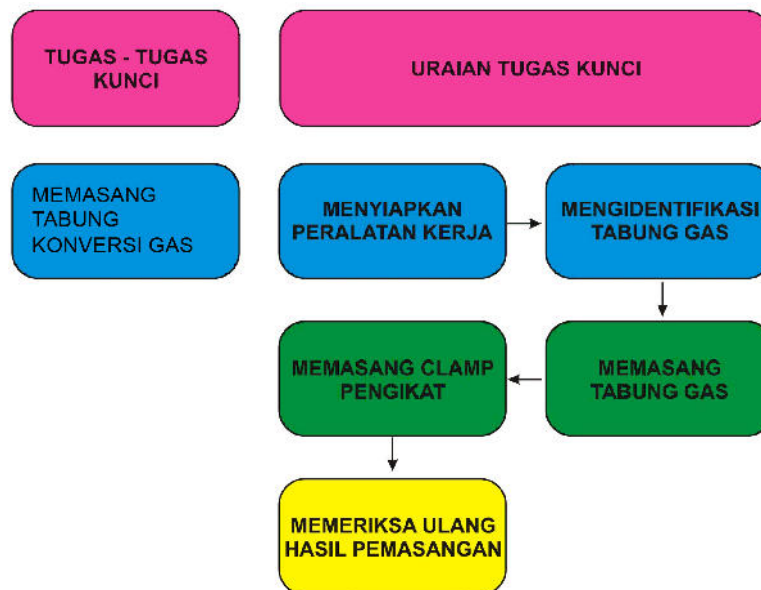 TUGAS - TUGAS
KUNCI
URAIAN TUGAS KUNCI
MEMASANG
TABUNG
KONVERSI GAS
MENYIAPKAN
PERALATAN KERJA
MENGIDENTIFIKASI
TABUNG GAS
MEMASANG CLAMP
PENGIKAT
MEMASANG
TABUNG GAS
MEMERIKSA ULANG
HASIL PEMASANGAN